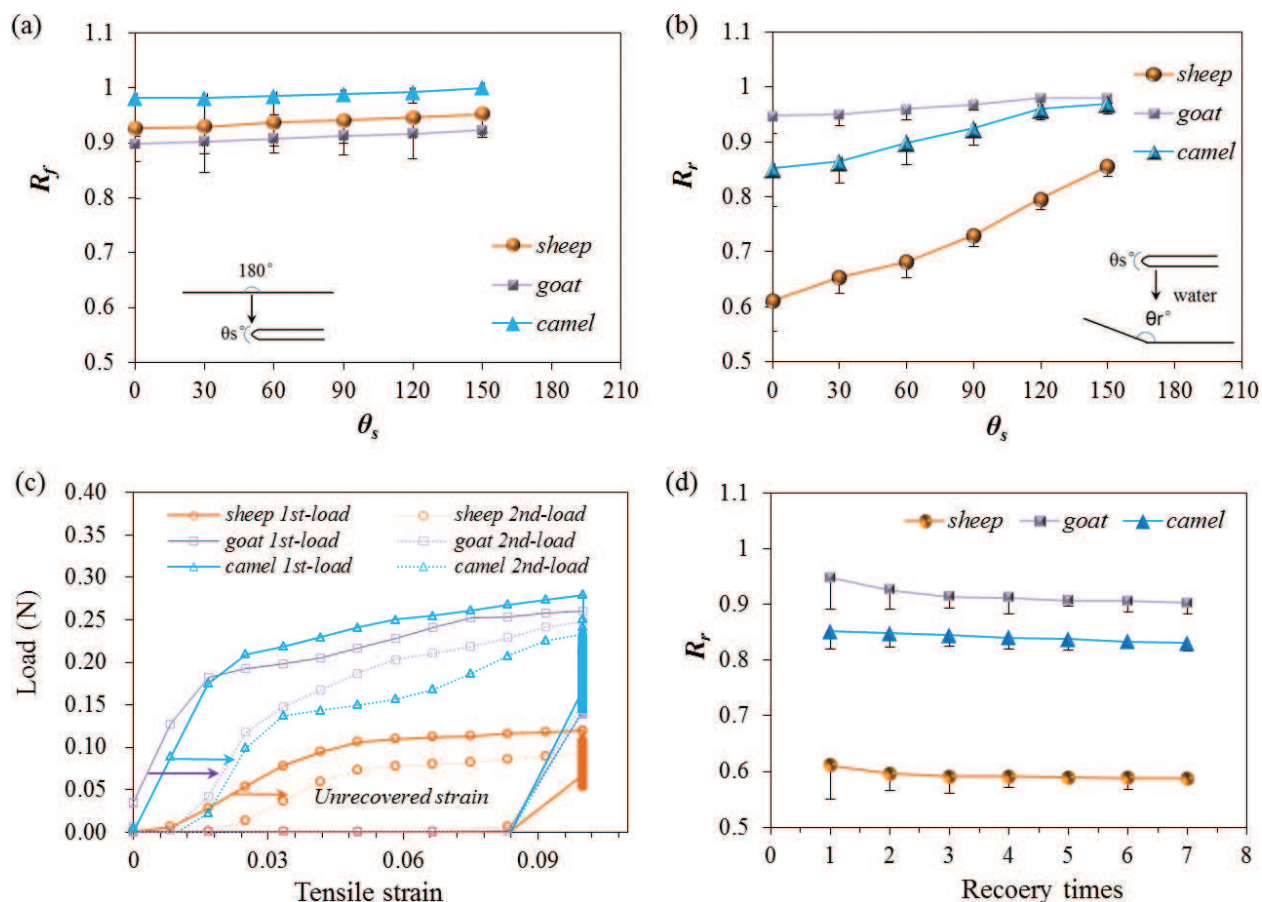 (a)
1.1
1
0.9
0.8
0.7
0.6
0.5
R_f
180°
θs°
sheep
goat
camel
0 30 60 90 120 150 180 210
θ_s
(b)
1.1
1
0.9
0.8
0.7
0.6
0.5
R_r
sheep
goat
camel
θs°
water
θr°
0 30 60 90 120 150 180 210
θ_s
(c)
0.40
0.35
0.30
0.25
0.20
0.15
0.10
0.05
0.00
Load (N)
sheep 1st-load sheep 2nd-load
goat 1st-load goat 2nd-load
camel 1st-load camel 2nd-load
Unrecovered strain
0 0.03 0.06 0.09
Tensile strain
(d)
1.1
1
0.9
0.8
0.7
0.6
0.5
R_r
sheep goat camel
0 1 2 3 4 5 6 7 8
Recoery times